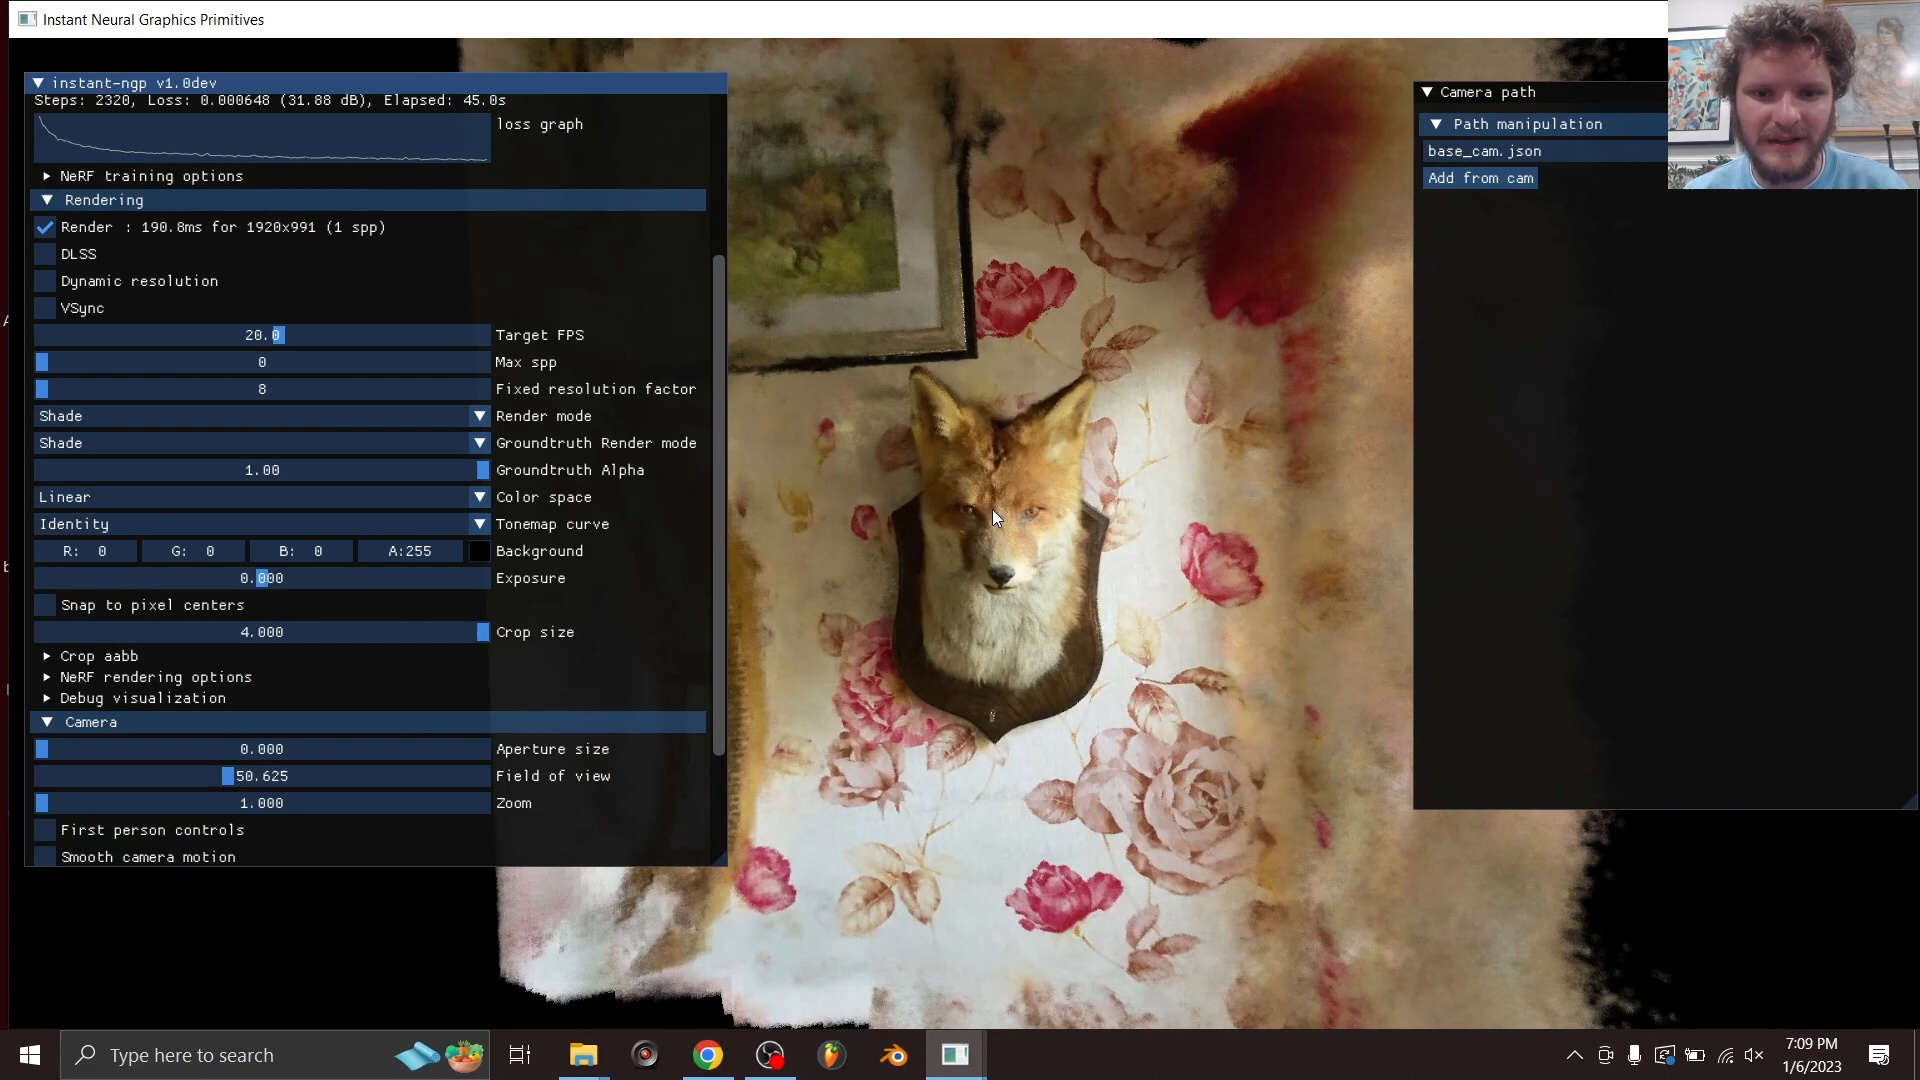 Instant Neural Graphics Primitives
instant-ngp v1.0dev
Steps: 2320, Loss: 0.000648 (31.88 dB), Elapsed: 45.0s
loss graph
NeRF training options
Rendering
Render : 190.8ms for 1920x991 (1 spp)
DLSS
Dynamic resolution
VSync
20.0 Target FPS
0 Max spp
8 Fixed resolution factor
Shade Render mode
Shade Groundtruth Render mode
1.00 Groundtruth Alpha
Linear Color space
Identity Tonemap curve
R: 0 G: 0 B: 0 A:255 Background
0.000 Exposure
Snap to pixel centers
4.000 Crop size
Crop aabb
NeRF rendering options
Debug visualization
Camera
0.000 Aperture size
50.625 Field of view
1.000 Zoom
First person controls
Smooth camera motion
Camera path
Path manipulation
base_cam.json
Add from cam
Type here to search
7:09 PM
1/6/2023